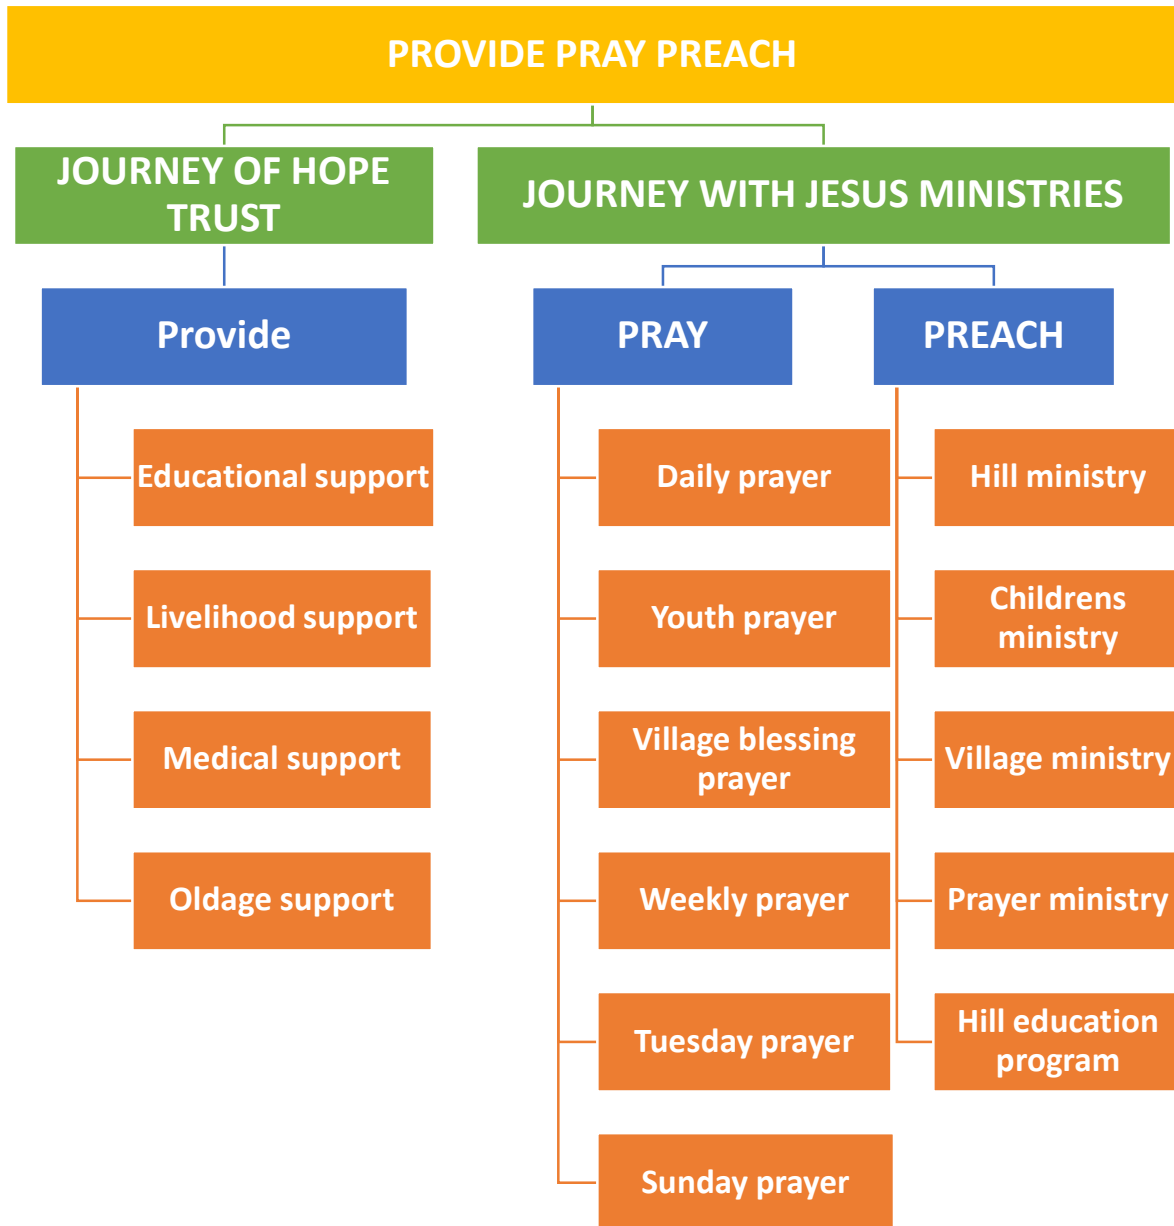 PROVIDE PRAY PREACH
JOURNEY OF HOPE
TRUST
JOURNEY WITH JESUS MINISTRIES
Provide
PRAY
PREACH
Educational support
Livelihood support
Medical support
Oldage support
Daily prayer
Youth prayer
Village blessing
prayer
Weekly prayer
Tuesday prayer
Sunday prayer
Hill ministry
Childrens
ministry
Village ministry
Prayer ministry
Hill education
program